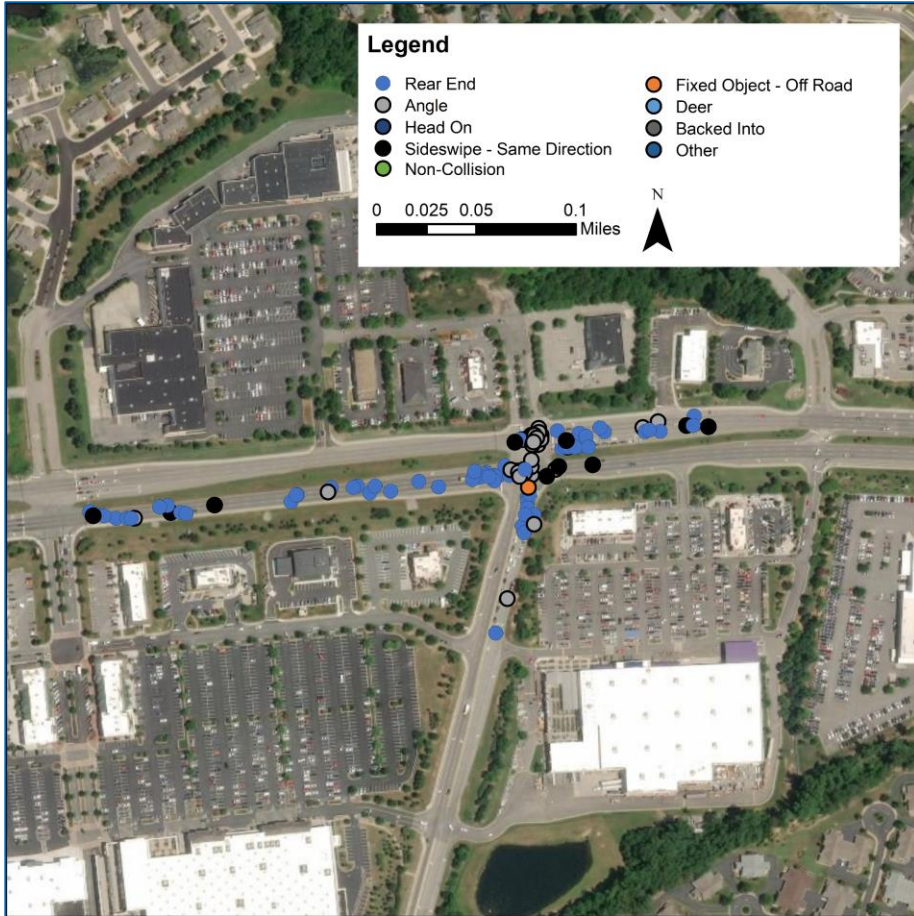 Legend
Rear End
Angle
Head On
Sideswipe - Same Direction
Non-Collision
Fixed Object - Off Road
Deer
Backed Into
Other
0 0.025 0.05 0.1
Miles
N